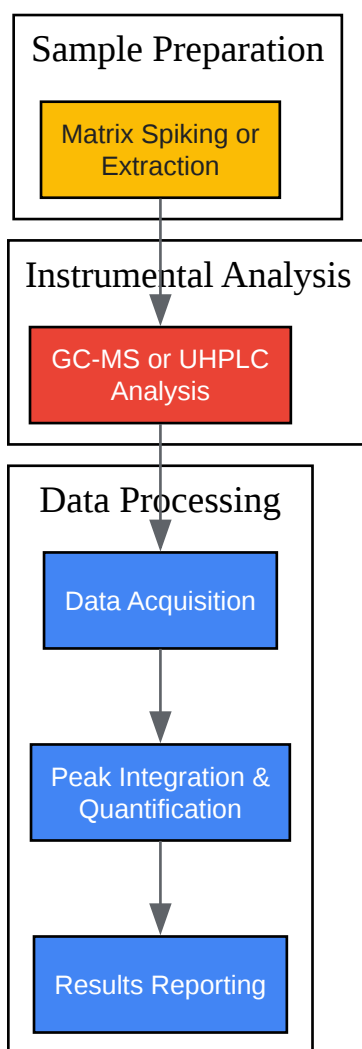 Sample Preparation
Matrix Spiking or
Extraction
Instrumental Analysis
GC-MS or UHPLC
Analysis
Data Processing
Data Acquisition
Peak Integration &
Quantification
Results Reporting